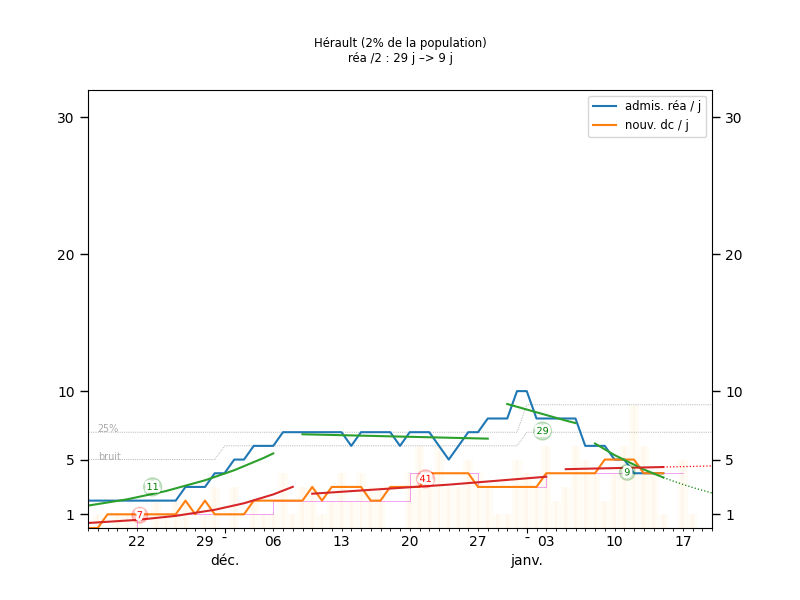 Hérault (2% de la population)
réa /2 : 29 j –> 9 j
admis. réa / j
nouv. dc / j
30 30
20 20
10 10
25%
bruit
5 5
1 1
11
7
41
29
9
22 29 - 06 13 20 27 - 03 10 17
déc. janv.